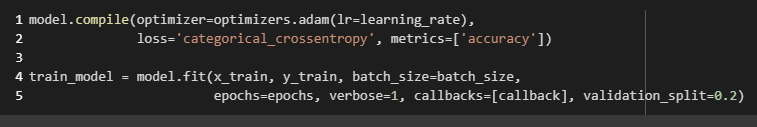 1 model.compile(optimizer=optimizers.adam(lr=learning_rate),
2               loss='categorical_crossentropy', metrics=['accuracy'])
3
4 train_model = model.fit(x_train, y_train, batch_size=batch_size,
5                         epochs=epochs, verbose=1, callbacks=[callback], validation_split=0.2)